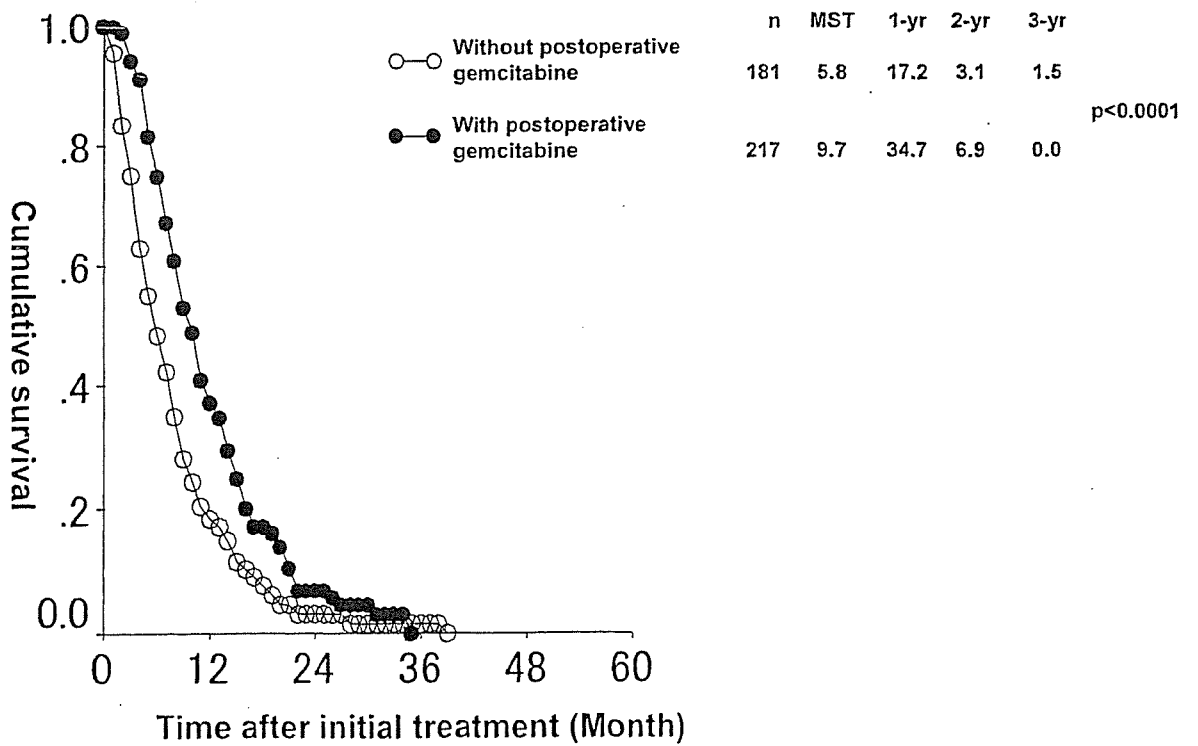 n MST 1-yr 2-yr 3-yr
Without postoperative
gemcitabine
181 5.8 17.2 3.1 1.5
p<0.0001
With postoperative
gemcitabine
217 9.7 34.7 6.9 0.0
1.0
.8
.6
.4
.2
0.0
Cumulative survival
0 12 24 36 48 60
Time after initial treatment (Month)